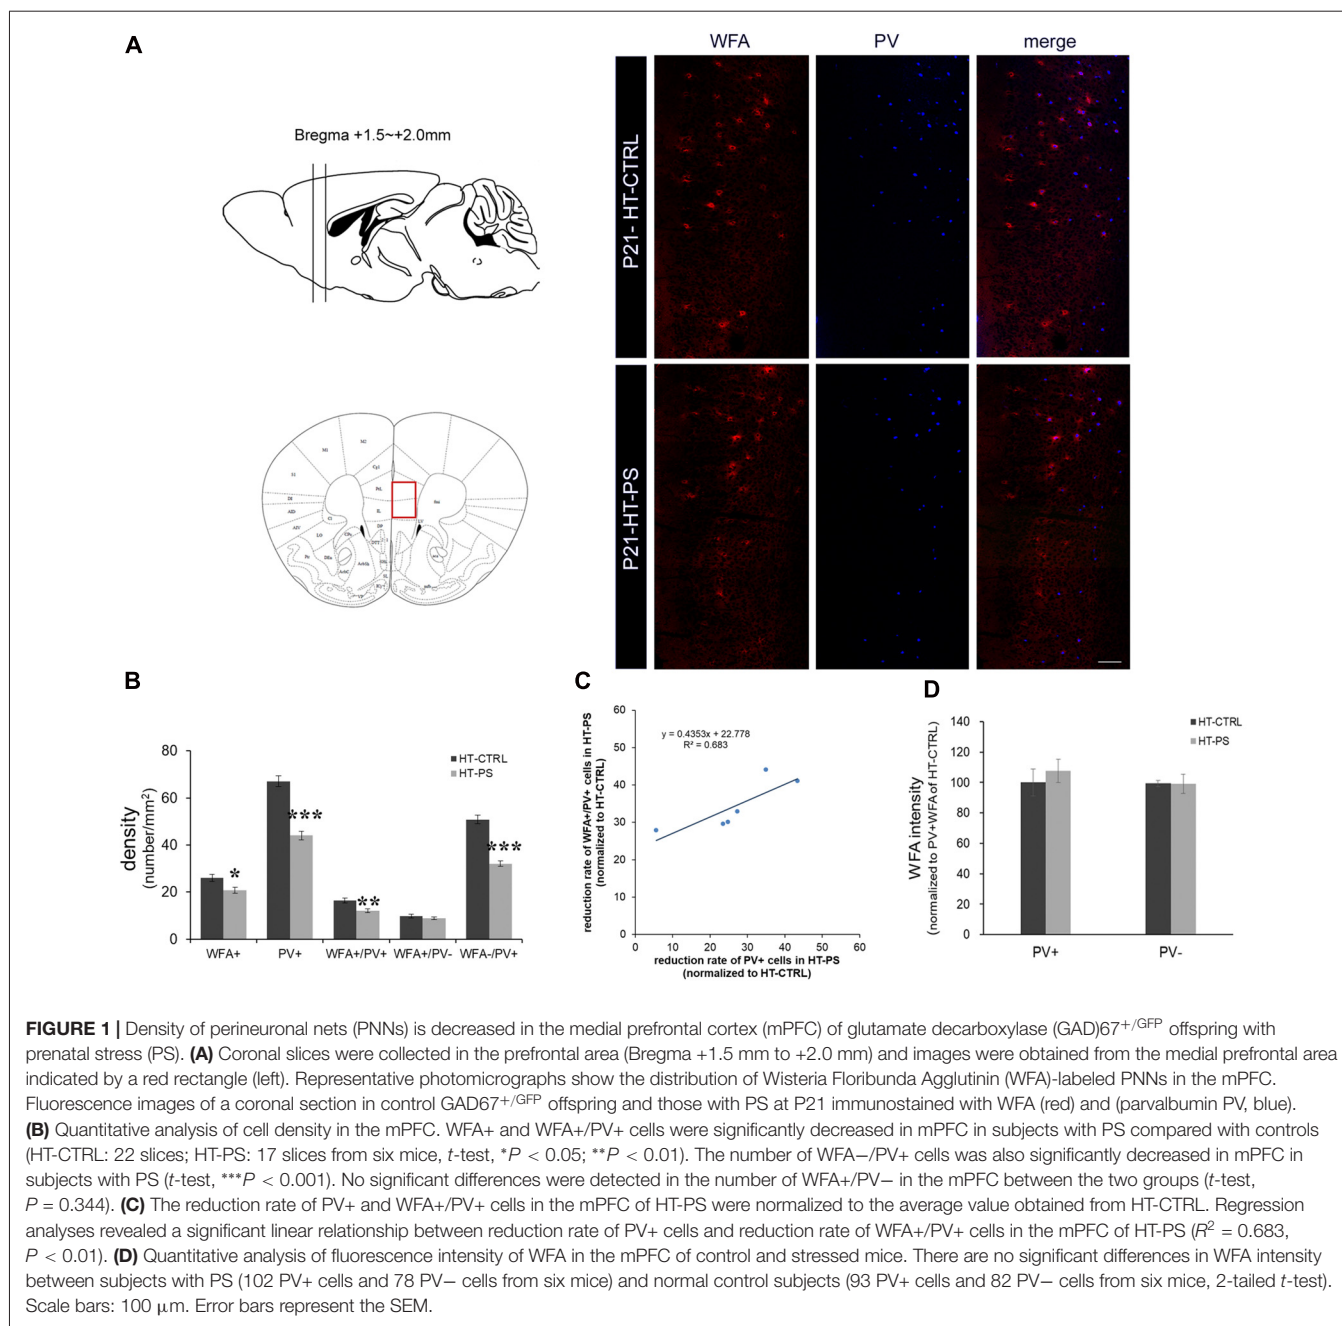 A
WFA PV merge
Bregma +1.5~+2.0mm
P21- HT-CTRL
P21-HT-PS
M2
M1
Cg1
S1
PrL
DI
AID
IL
AIV
CI
LO
DP
B
density
(number/mm²)
80
60
40
20
0
HT-CTRL
HT-PS
*
***
**
***
WFA+ PV+ WFA+/PV+ WFA+/PV- WFA-/PV+
C
reduction rate of WFA+/PV+ cells in HT-PS
(normalized to HT-CTRL)
60
50
40
30
20
10
0
y = 0.4353x + 22.778
R² = 0.683
0 10 20 30 40 50 60
reduction rate of PV+ cells in HT-PS
(normalized to HT-CTRL)
D
WFA intensity
(normalized to PV+WFA of HT-CTRL)
140
120
100
80
60
40
20
0
HT-CTRL
HT-PS
PV+ PV-
FIGURE 1 | Density of perineuronal nets (PNNs) is decreased in the medial prefrontal cortex (mPFC) of glutamate decarboxylase (GAD)67+/GFP offspring with
prenatal stress (PS). (A) Coronal slices were collected in the prefrontal area (Bregma +1.5 mm to +2.0 mm) and images were obtained from the medial prefrontal area
indicated by a red rectangle (left). Representative photomicrographs show the distribution of Wisteria Floribunda Agglutinin (WFA)-labeled PNNs in the mPFC.
Fluorescence images of a coronal section in control GAD67+/GFP offspring and those with PS at P21 immunostained with WFA (red) and (parvalbumin PV, blue).
(B) Quantitative analysis of cell density in the mPFC. WFA+ and WFA+/PV+ cells were significantly decreased in mPFC in subjects with PS compared with controls
(HT-CTRL: 22 slices; HT-PS: 17 slices from six mice, t-test, *P < 0.05; **P < 0.01). The number of WFA−/PV+ cells was also significantly decreased in mPFC in
subjects with PS (t-test, ***P < 0.001). No significant differences were detected in the number of WFA+/PV− in the mPFC between the two groups (t-test,
P = 0.344). (C) The reduction rate of PV+ and WFA+/PV+ cells in the mPFC of HT-PS were normalized to the average value obtained from HT-CTRL. Regression
analyses revealed a significant linear relationship between reduction rate of PV+ cells and reduction rate of WFA+/PV+ cells in the mPFC of HT-PS (R² = 0.683,
P < 0.01). (D) Quantitative analysis of fluorescence intensity of WFA in the mPFC of control and stressed mice. There are no significant differences in WFA intensity
between subjects with PS (102 PV+ cells and 78 PV− cells from six mice) and normal control subjects (93 PV+ cells and 82 PV− cells from six mice, 2-tailed t-test).
Scale bars: 100 μm. Error bars represent the SEM.